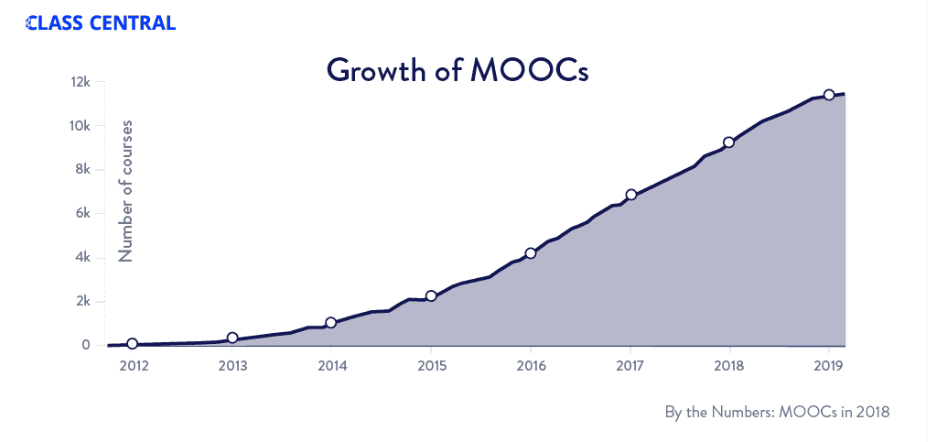 CLASS CENTRAL
Growth of MOOCs
Number of courses
12k
10k
8k
6k
4k
2k
0
2012 2013 2014 2015 2016 2017 2018 2019
By the Numbers: MOOCs in 2018